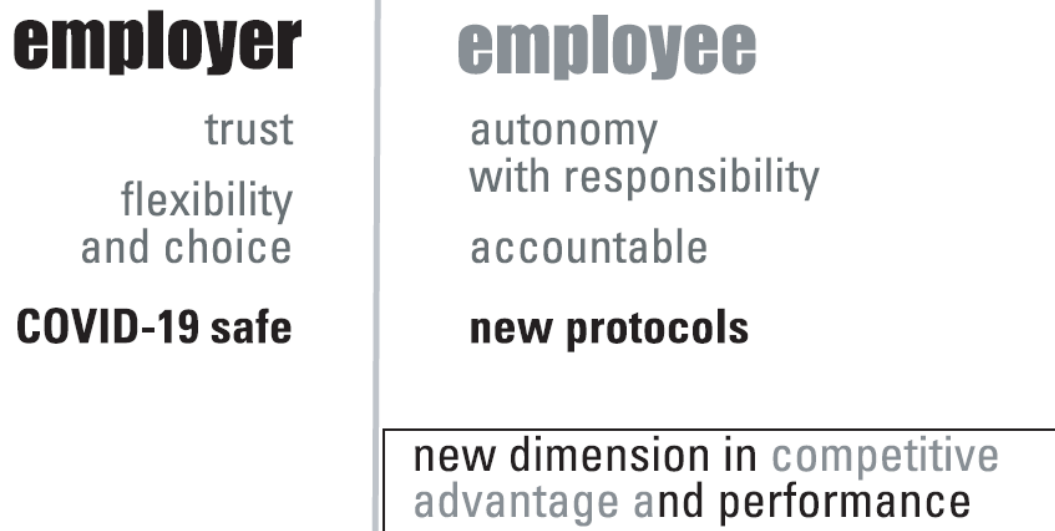 employer
trust
flexibility
and choice
COVID-19 safe
employee
autonomy
with responsibility
accountable
new protocols
new dimension in competitive
advantage and performance